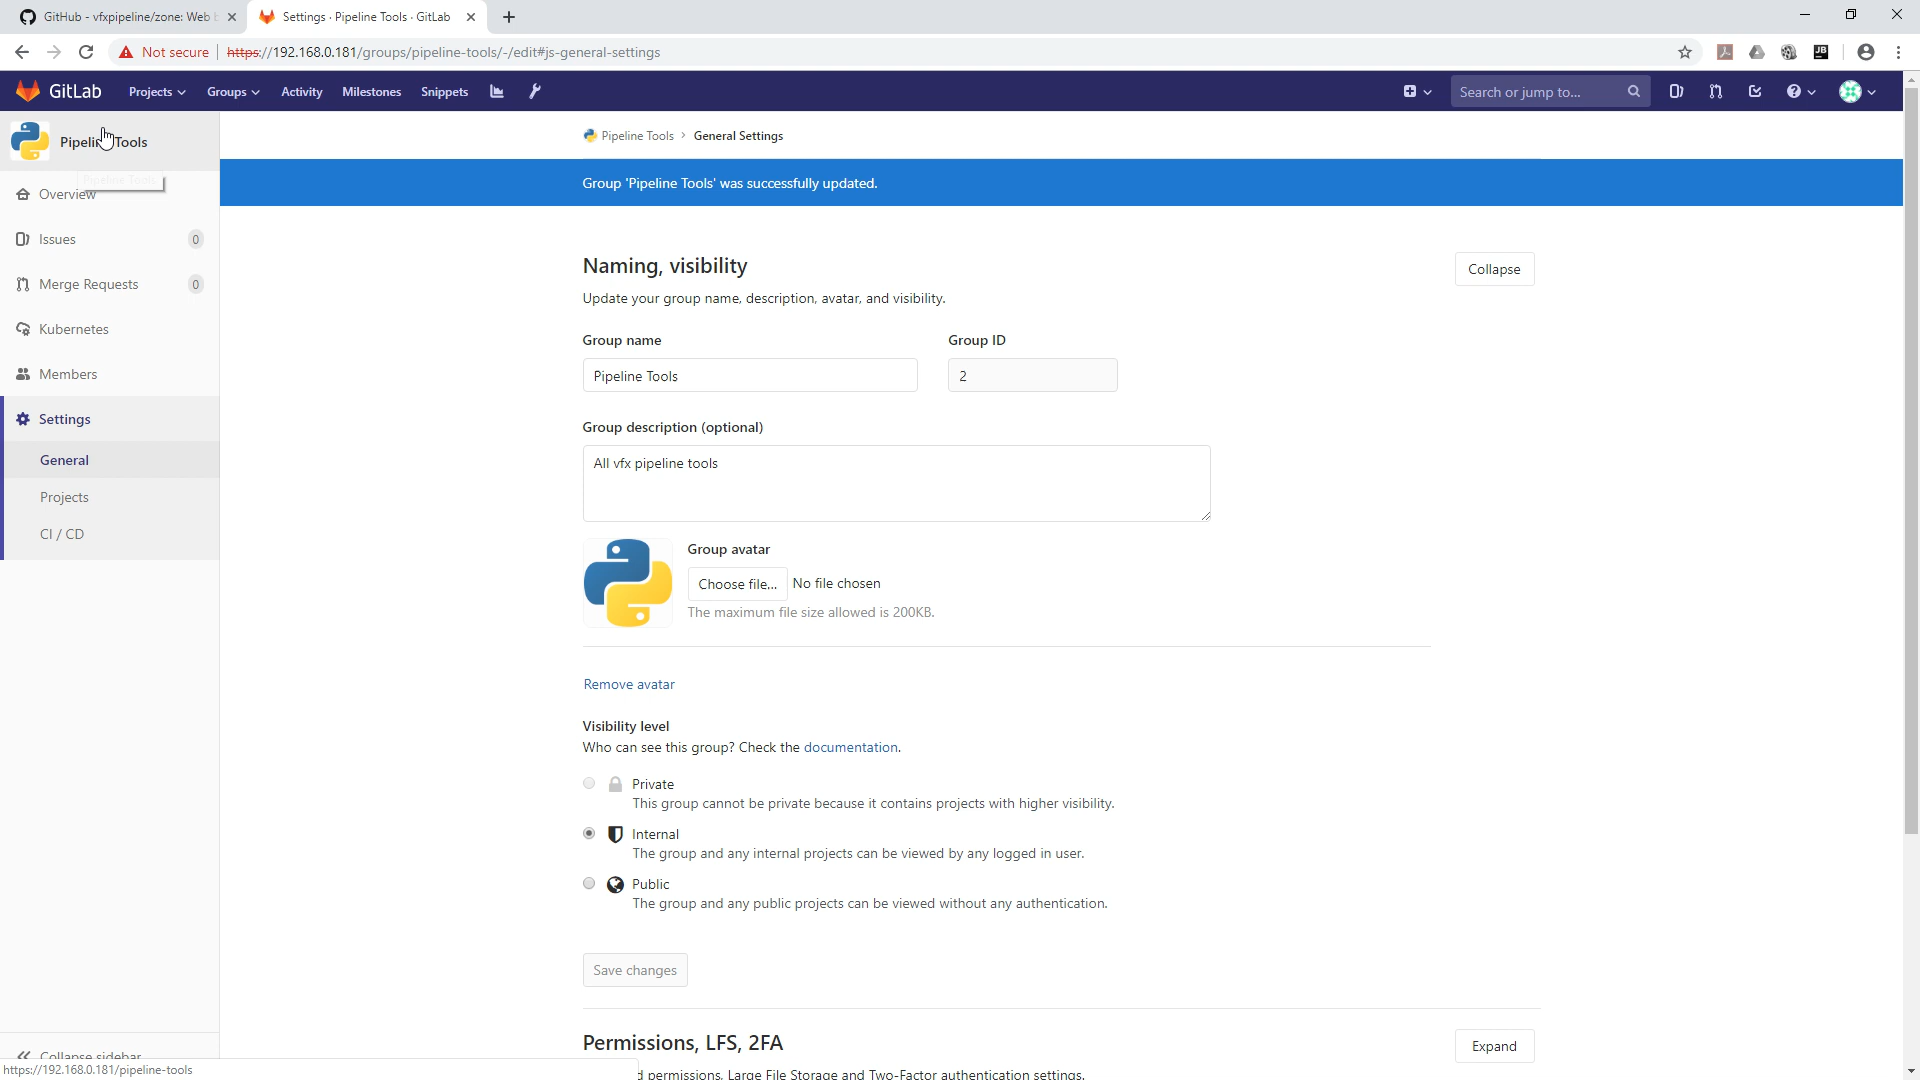 GitHub - vfxpipeline/zone: Web
Settings · Pipeline Tools · GitLab
Not secure
https://192.168.0.181/groups/pipeline-tools/-/edit#js-general-settings
GitLab
Projects
Groups
Activity
Milestones
Snippets
Search or jump to...
Pipeline Tools
Pipeline Tools
Overview
Issues
0
Merge Requests
0
Kubernetes
Members
Settings
General
Projects
CI / CD
Collapse sidebar
https://192.168.0.181/pipeline-tools
Pipeline Tools › General Settings
Group 'Pipeline Tools' was successfully updated.
Naming, visibility
Collapse
Update your group name, description, avatar, and visibility.
Group name
Group ID
Pipeline Tools
2
Group description (optional)
All vfx pipeline tools
Group avatar
Choose file... No file chosen
The maximum file size allowed is 200KB.
Remove avatar
Visibility level
Who can see this group? Check the documentation.
Private
This group cannot be private because it contains projects with higher visibility.
Internal
The group and any internal projects can be viewed by any logged in user.
Public
The group and any public projects can be viewed without any authentication.
Save changes
Permissions, LFS, 2FA
Expand
permissions, Large File Storage and Two-Factor authentication settings.